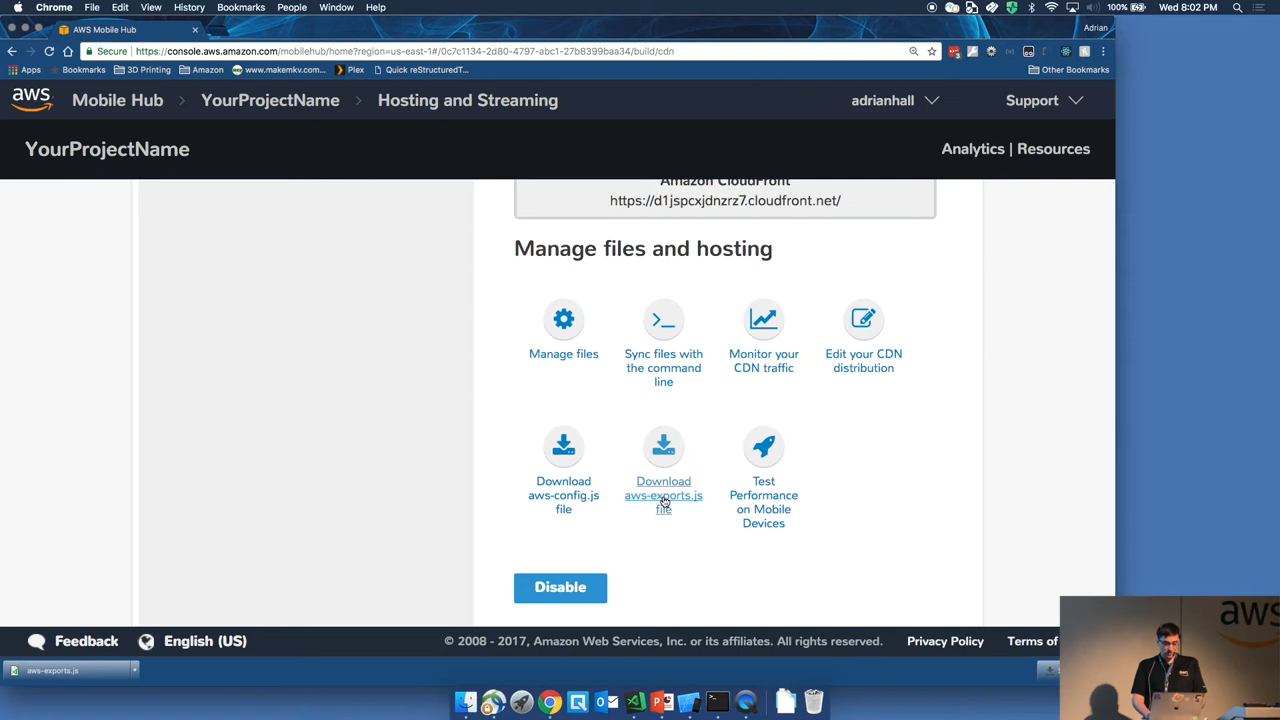 Chrome File Edit View History Bookmarks People Window Help
100% Wed 8:02 PM
AWS Mobile Hub
Adrian
Secure https://console.aws.amazon.com/mobilehub/home?region=us-east-1#/0c7c1134-2d80-4797-abc1-27b8399baa34/build/cdn
Apps Bookmarks 3D Printing Amazon www.makemkv.com... Plex Quick reStructuredT... Other Bookmarks
aws Mobile Hub YourProjectName Hosting and Streaming adrianhall Support
YourProjectName Analytics | Resources
Amazon CloudFront
https://d1jspcxjdnzrz7.cloudfront.net/
Manage files and hosting
Manage files
Sync files with
the command
line
Monitor your
CDN traffic
Edit your CDN
distribution
Download
aws-config.js
file
Download
aws-exports.js
file
Test
Performance
on Mobile
Devices
Disable
Feedback English (US) © 2008 - 2017, Amazon Web Services, Inc. or its affiliates. All rights reserved. Privacy Policy Terms of
aws-exports.js
aws